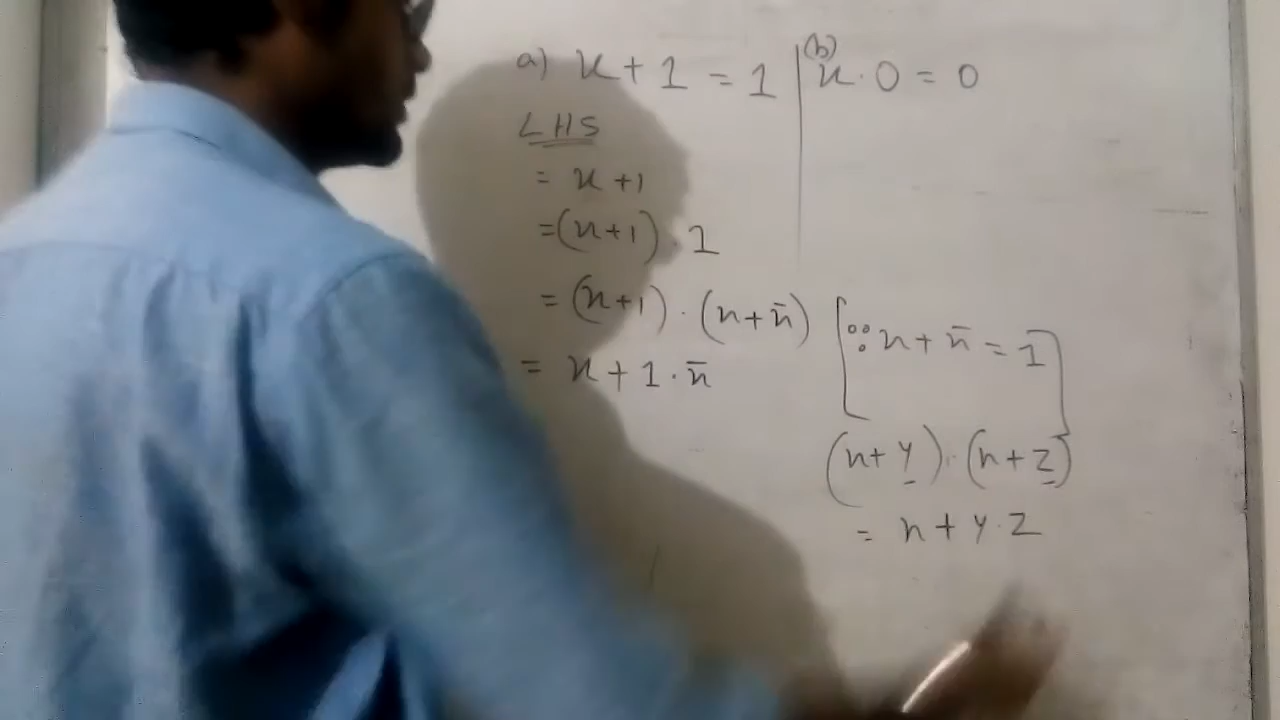 a) x + 1 = 1
LHS
= x + 1
= (x+1) . 1
= (x+1) . (x+x̄) [∵ x + x̄ = 1]
= x + 1 . x̄
(x+y) . (x+z)
= x + y . z
(b) x . 0 = 0